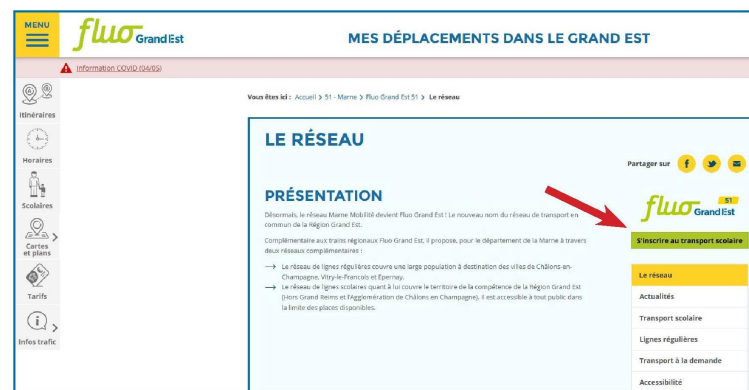 MENU
fluo Grand Est
MES DÉPLACEMENTS DANS LE GRAND EST
Information COVID (04/05)
Itinéraires
Horaires
Scolaires
Cartes
et plans
Tarifs
Infos trafic
Vous êtes ici : Accueil > 51 - Marne > Fluo Grand Est 51 > Le réseau
LE RÉSEAU
Partager sur
PRÉSENTATION
Désormais, le réseau Marne Mobilité devient Fluo Grand Est ! Le nouveau nom du réseau de transport en
commun de la Région Grand Est.
Complémentaire aux trains régionaux Fluo Grand Est, il propose, pour le département de la Marne à travers
deux réseaux complémentaires :
→ Le réseau de lignes régulières couvre une large population à destination des villes de Châlons-en-
Champagne, Vitry-le-Francois et Epernay.
→ Le réseau de lignes scolaires quant à lui couvre le territoire de la compétence de la Région Grand Est
(Hors Grand Reims et l'Agglomération de Châlons en Champagne), il est accessible à tout public dans
la limite des places disponibles.
51
fluo Grand Est
S'inscrire au transport scolaire
Le réseau
Actualités
Transport scolaire
Lignes régulières
Transport à la demande
Accessibilité